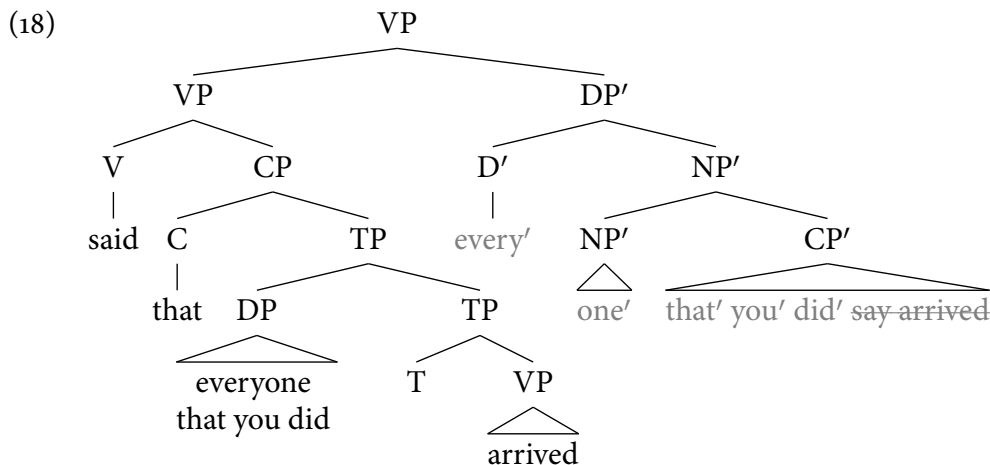 (18) VP
VP DP′
V CP D′ NP′
said C TP every′ NP′ CP′
that DP TP one′ that′ you′ did′ say arrived
everyone T VP
that you did
arrived